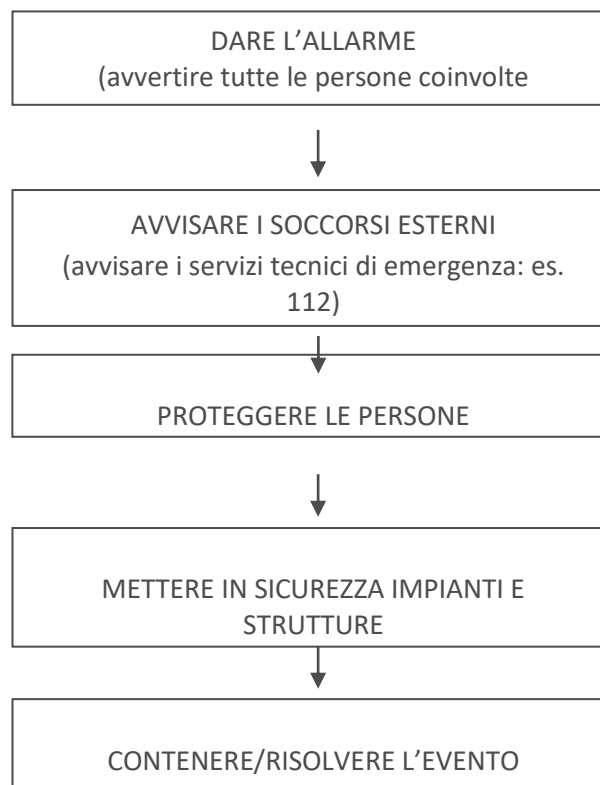 DARE L’ALLARME
(avvertire tutte le persone coinvolte
AVVISARE I SOCCORSI ESTERNI
(avvisare i servizi tecnici di emergenza: es.
112)
PROTEGGERE LE PERSONE
METTERE IN SICUREZZA IMPIANTI E
STRUTTURE
CONTENERE/RISOLVERE L’EVENTO